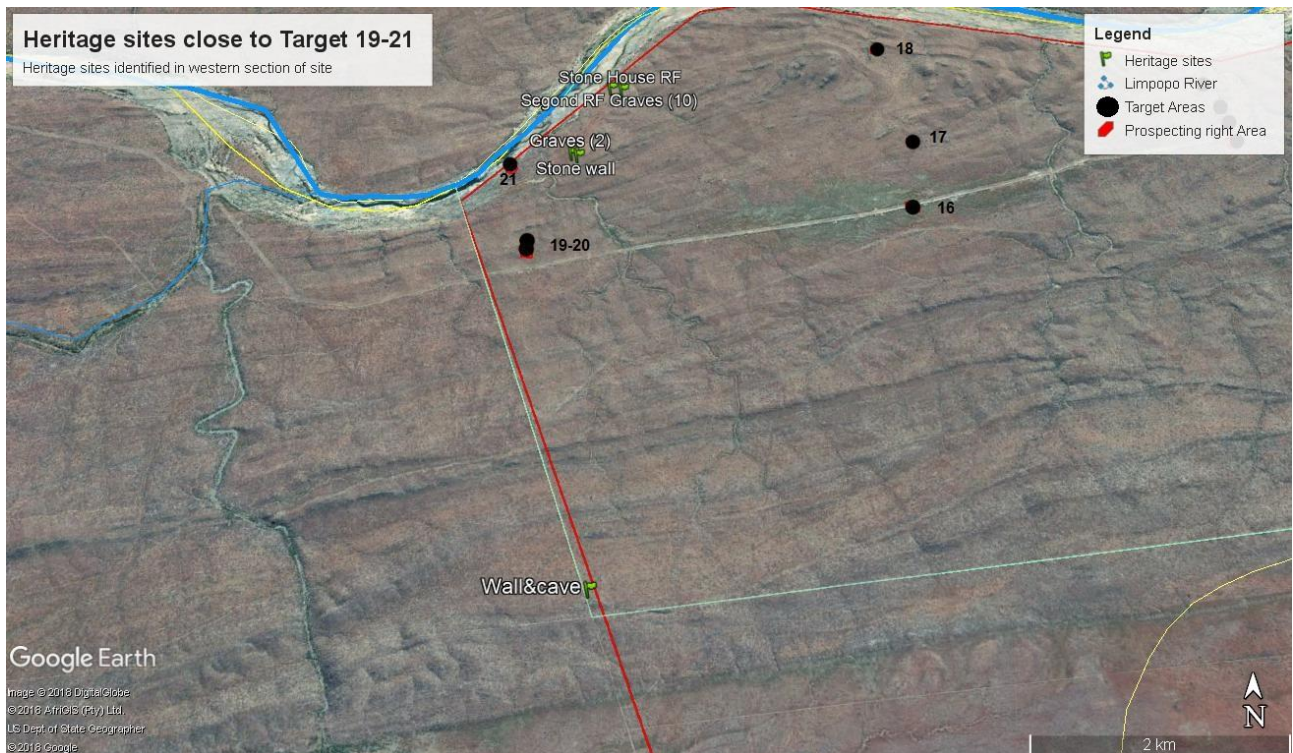 Heritage sites close to Target 19-21
Heritage sites identified in western section of site
Legend
Heritage sites
Limpopo River
Target Areas
Prospecting right Area
18
Stone House RF
Segond RF Graves (10)
17
Graves (2)
Stone wall
21
16
19-20
Wall&cave
Google Earth
Image © 2018 DigitalGlobe
© 2018 AfriGIS (Pty) Ltd.
US Dept of State Geographer
© 2018 Google
N
2 km